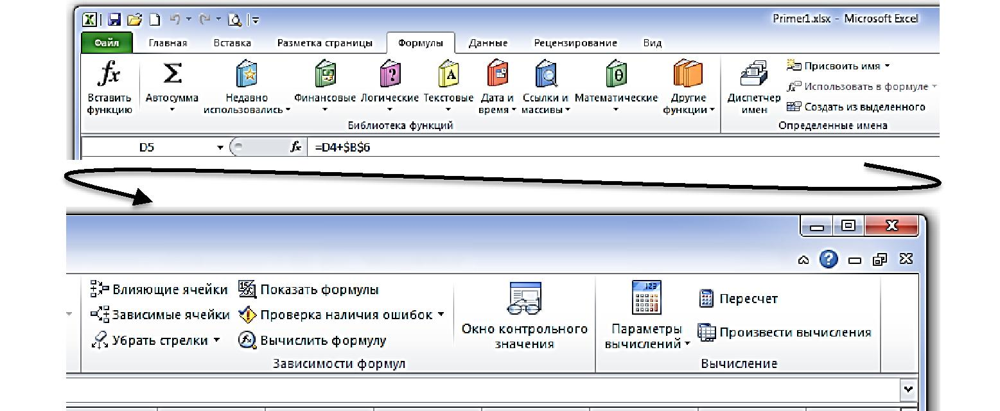 Primer1.xlsx - Microsoft Excel
Файл Главная Вставка Разметка страницы Формулы Данные Рецензирование Вид
fx Σ ? A θ
Вставить функцию
Автосумма
Недавно использовались
Финансовые
Логические
Текстовые
Дата и время
Ссылки и массивы
Математические
Другие функции
Библиотека функций
Диспетчер имен
Присвоить имя
Использовать в формуле
Создать из выделенного
Определенные имена
D5 fx =D4+$B$6
Влияющие ячейки
Зависимые ячейки
Убрать стрелки
Показать формулы
Проверка наличия ошибок
Вычислить формулу
Зависимости формул
Окно контрольного значения
Параметры вычислений
Пересчет
Произвести вычисления
Вычисление